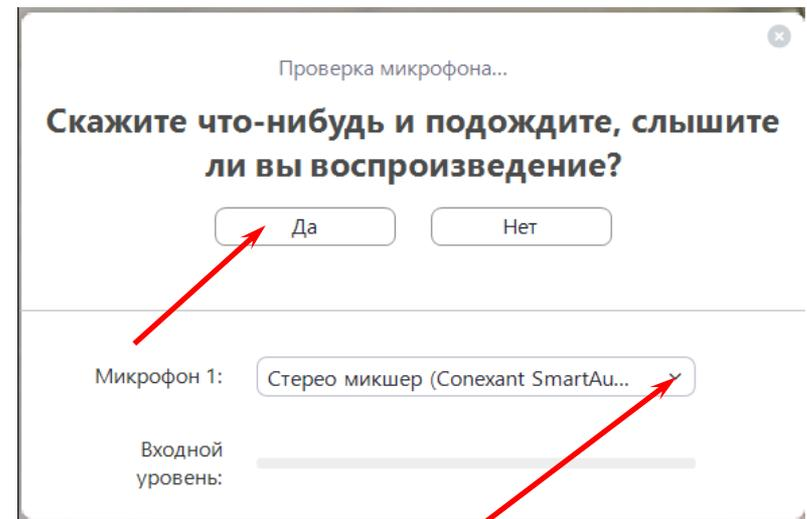 Проверка микрофона...
Скажите что-нибудь и подождите, слышите
ли вы воспроизведение?
Да
Нет
Микрофон 1:
Стерео микшер (Conexant SmartAu...
Входной
уровень: